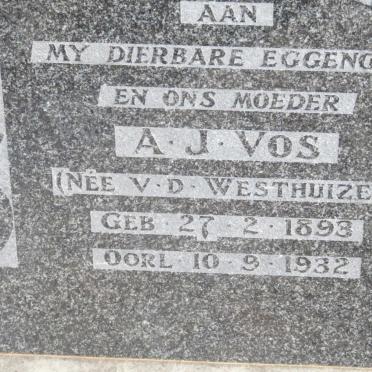 AAN
MY DIERBARE EGGENO
EN ONS MOEDER
A·J·VOS
(NÉE V·D·WESTHUIZE
GEB·27·2·1893
OORL·10·9·1932